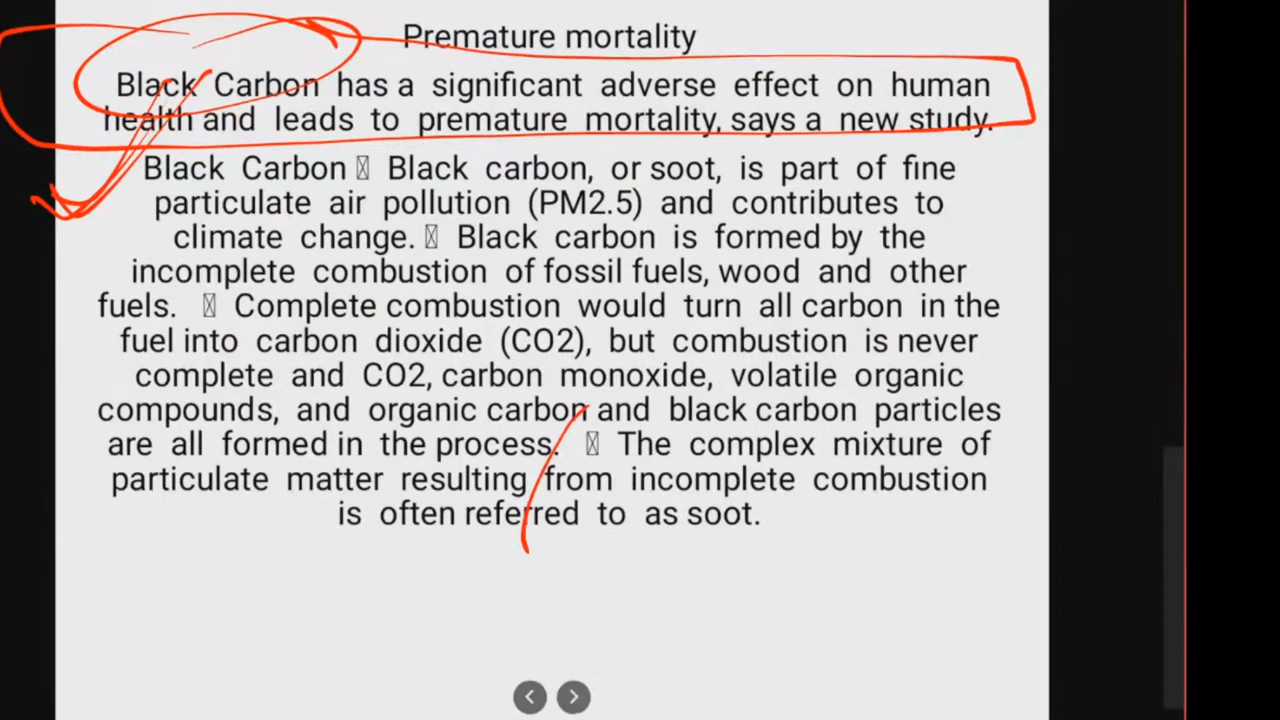 Premature mortality
Black Carbon has a significant adverse effect on human
health and leads to premature mortality, says a new study.
Black Carbon  Black carbon, or soot, is part of fine
particulate air pollution (PM2.5) and contributes to
climate change.  Black carbon is formed by the
incomplete combustion of fossil fuels, wood and other
fuels.  Complete combustion would turn all carbon in the
fuel into carbon dioxide (CO2), but combustion is never
complete and CO2, carbon monoxide, volatile organic
compounds, and organic carbon and black carbon particles
are all formed in the process.  The complex mixture of
particulate matter resulting from incomplete combustion
is often referred to as soot.